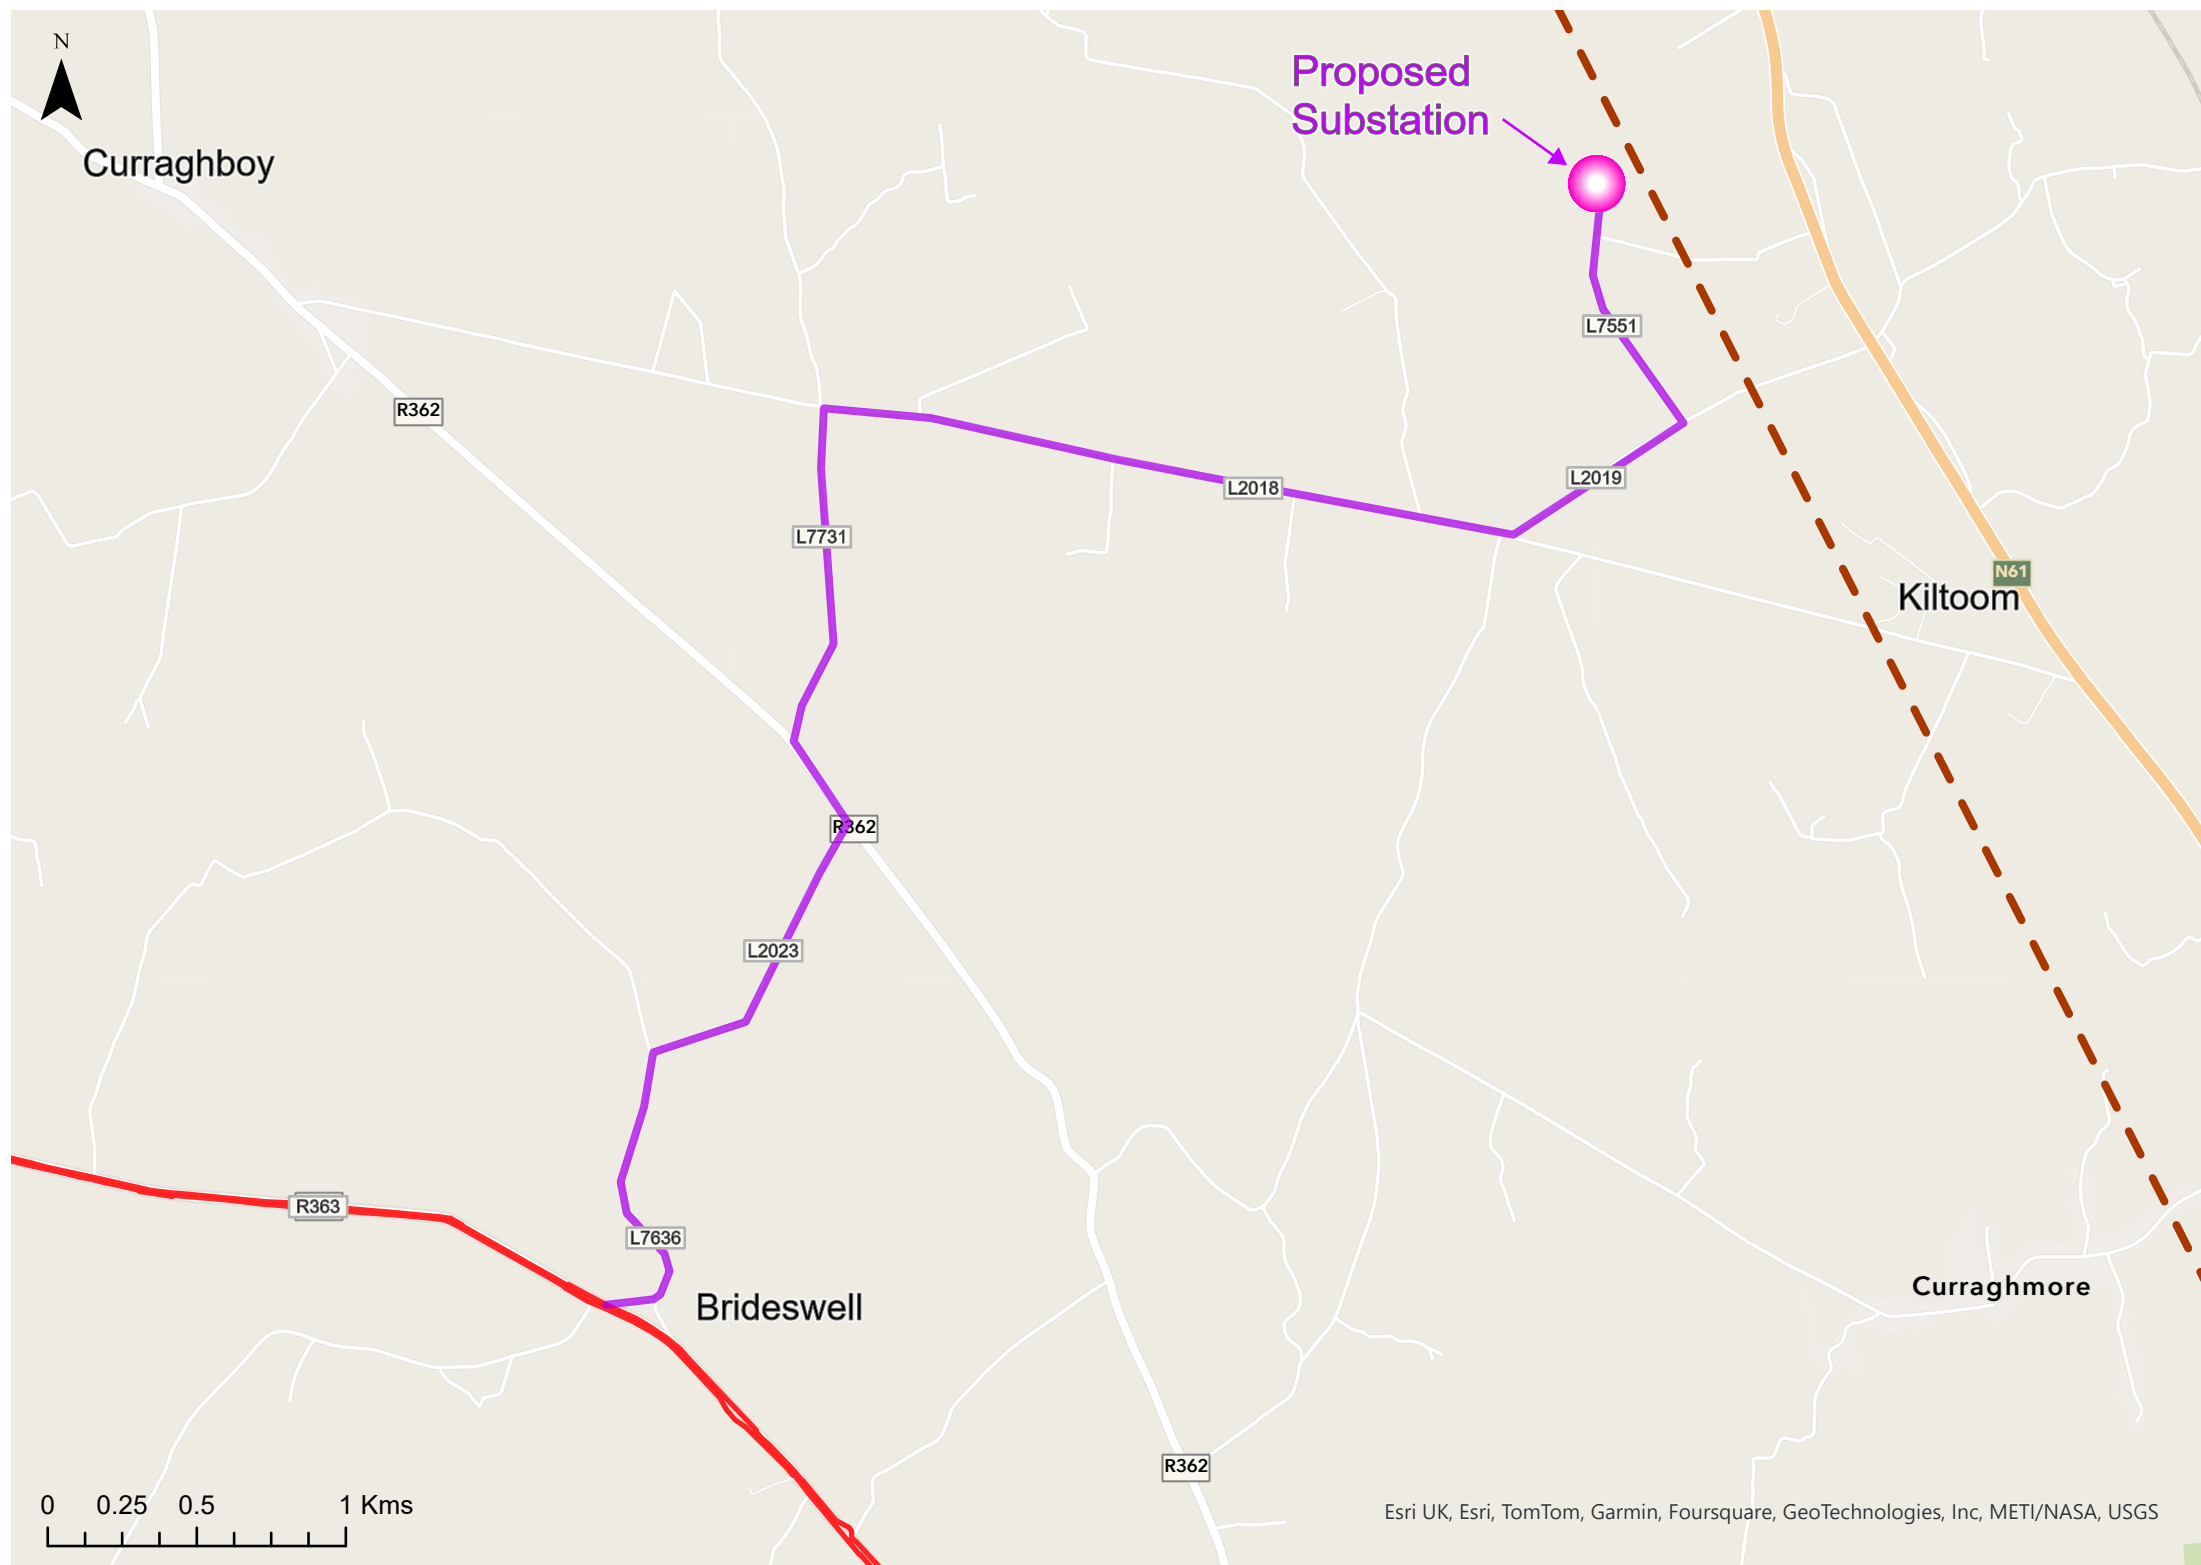 N
Proposed
Substation
Curraghboy
L7551
R362
L2018
L2019
L7731
N61
Kiltoom
R362
L2023
R363
L7636
Curraghmore
Brideswell
R362
0 0.25 0.5 1 Kms
Esri UK, Esri, TomTom, Garmin, Foursquare, GeoTechnologies, Inc, METI/NASA, USGS